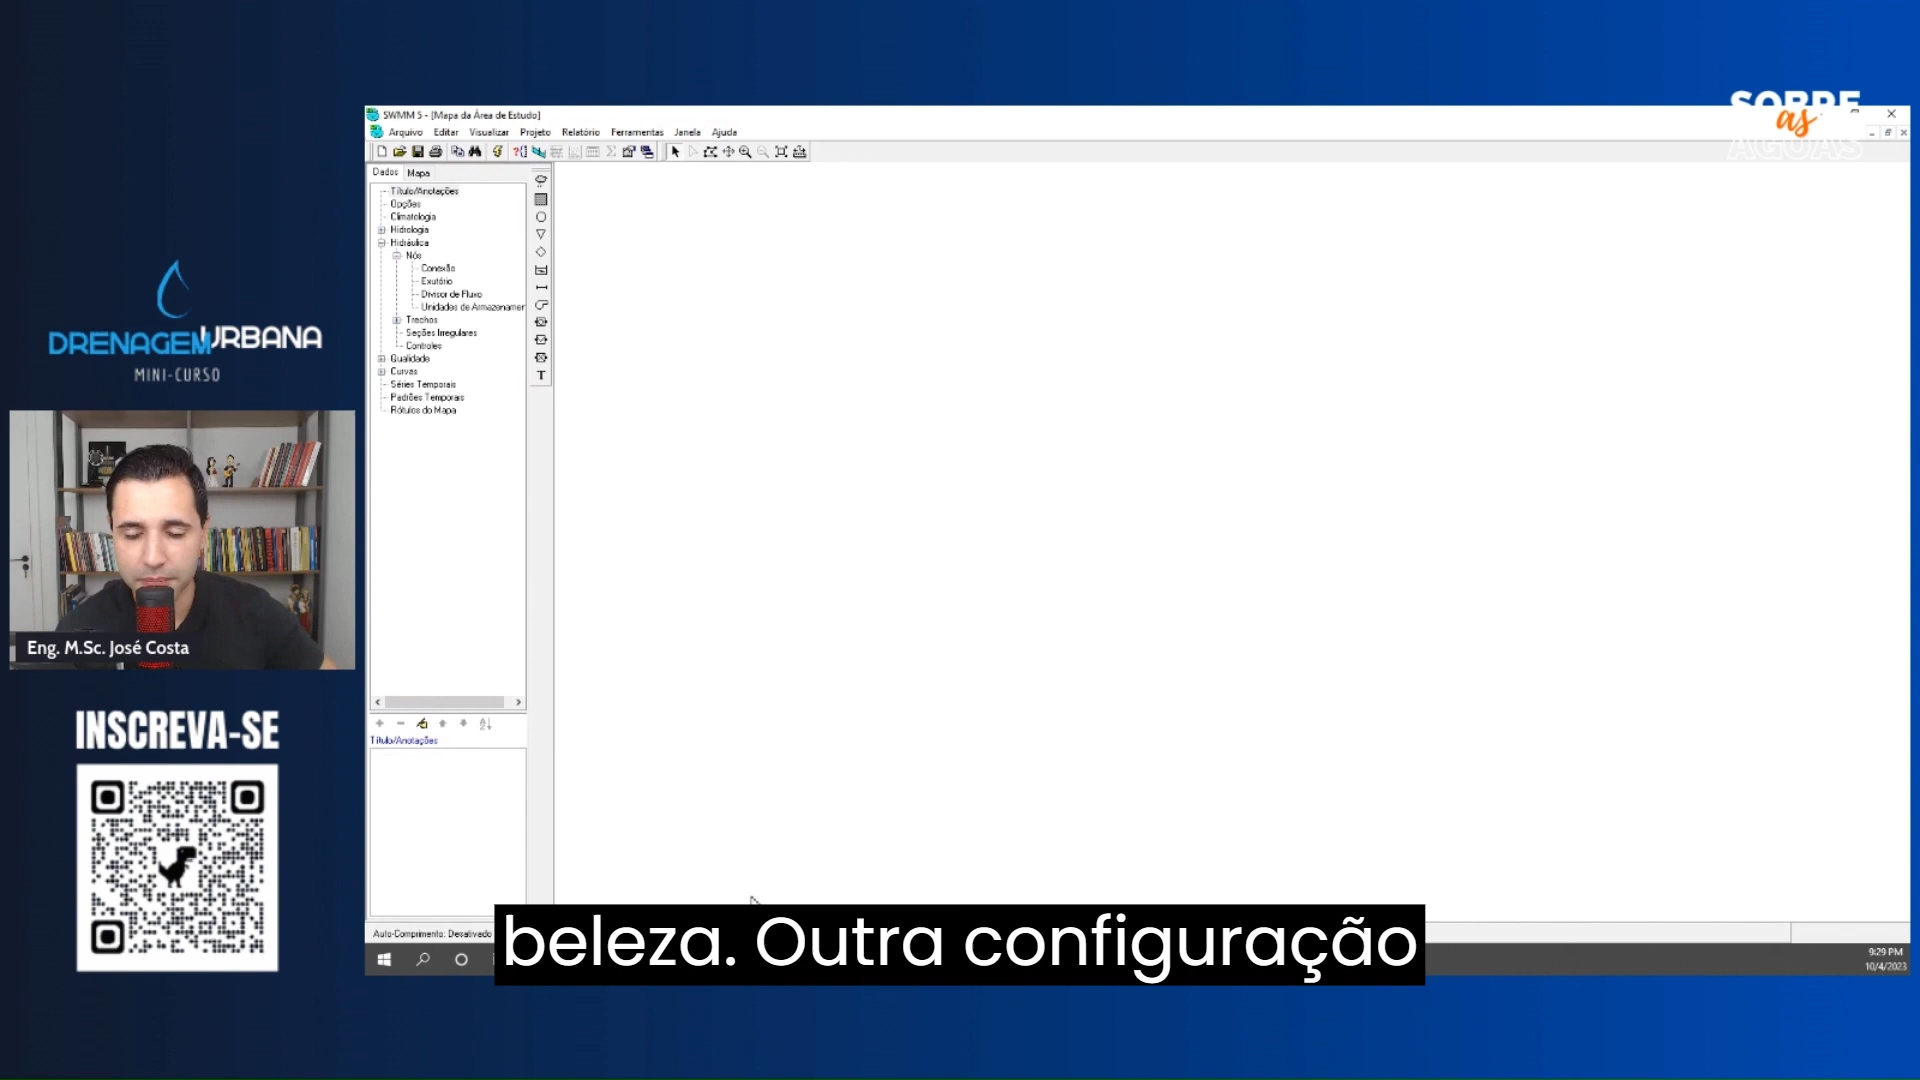 SOBRE
as
ÁGUAS
SWMM 5 - [Mapa da Área de Estudo]
Arquivo Editar Visualizar Projeto Relatório Ferramentas Janela Ajuda
Dados Mapa
Título/Anotações
Opções
Climatologia
Hidrologia
Hidráulica
Nós
Conexão
Exutório
Divisor de Fluxo
Unidades de Armazenamen
Trechos
Seções Irregulares
Controles
Qualidade
Curvas
Séries Temporais
Padrões Temporais
Rótulos do Mapa
T
Título/Anotações
Auto-Comprimento: Desativado
9:29 PM
10/4/2023
DRENAGEM URBANA
MINI-CURSO
Eng. M.Sc. José Costa
INSCREVA-SE
beleza. Outra configuração